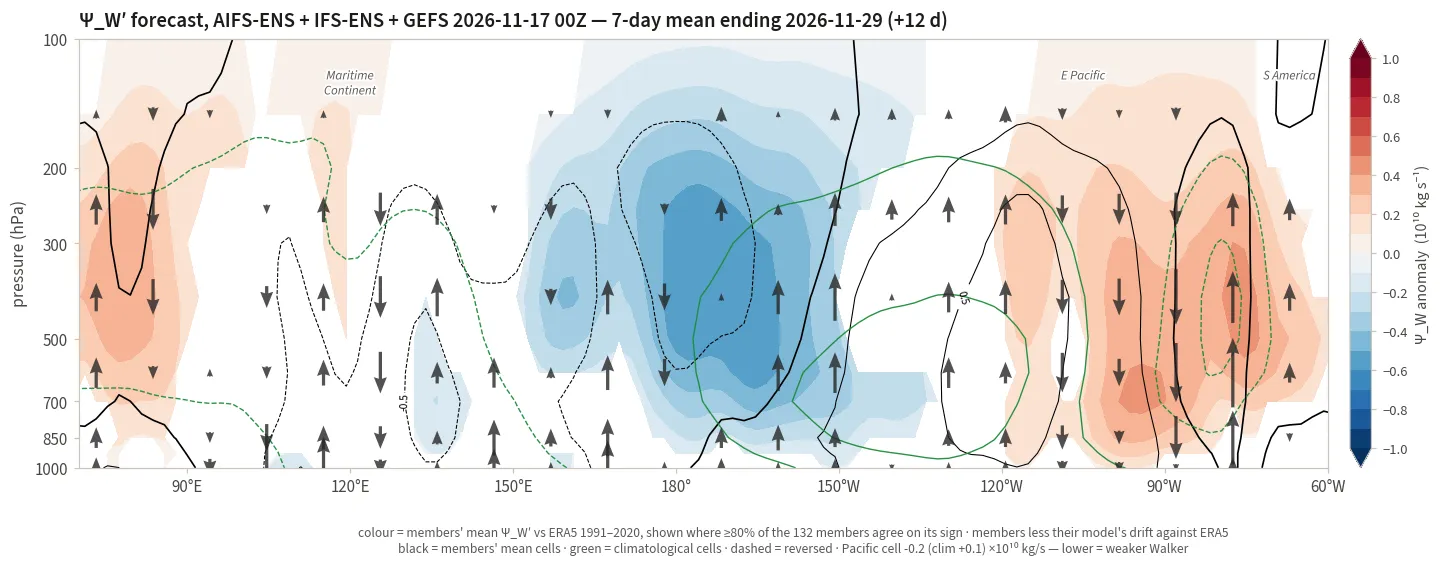 Ψ_W′ forecast, AIFS-ENS + IFS-ENS + GEFS 2026-11-17 00Z — 7-day mean ending 2026-11-29 (+12 d)
100
200
300
400
500
700
850
1000
pressure (hPa)
Maritime
Continent
E Pacific
S America
-0.5
0.5
90°E
120°E
150°E
180°
150°W
120°W
90°W
60°W
1.0
0.8
0.6
0.4
0.2
0.0
−0.2
−0.4
−0.6
−0.8
−1.0
Ψ_W anomaly (10¹⁰ kg s⁻¹)
colour = members' mean Ψ_W′ vs ERA5 1991–2020, shown where ≥80% of the 132 members agree on its sign · members less their model's drift against ERA5
black = members' mean cells · green = climatological cells · dashed = reversed · Pacific cell -0.2 (clim +0.1) ×10¹⁰ kg/s — lower = weaker Walker